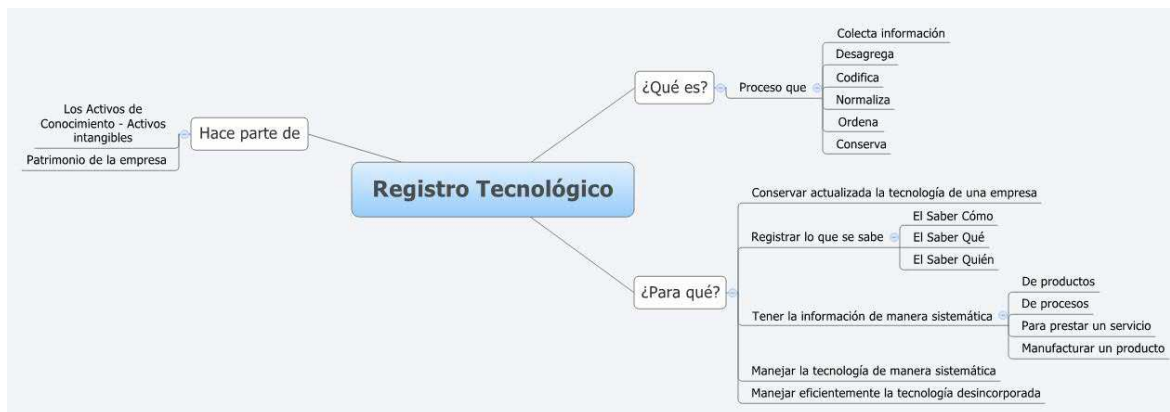 Registro Tecnológico
¿Qué es?
Proceso que
Colecta información
Desagrega
Codifica
Normaliza
Ordena
Conserva
¿Para qué?
Conservar actualizada la tecnología de una empresa
Registrar lo que se sabe
El Saber Cómo
El Saber Qué
El Saber Quién
Tener la información de manera sistemática
De productos
De procesos
Para prestar un servicio
Manufacturar un producto
Manejar la tecnología de manera sistemática
Manejar eficientemente la tecnología desincorporada
Hace parte de
Los Activos de
Conocimiento - Activos
intangibles
Patrimonio de la empresa